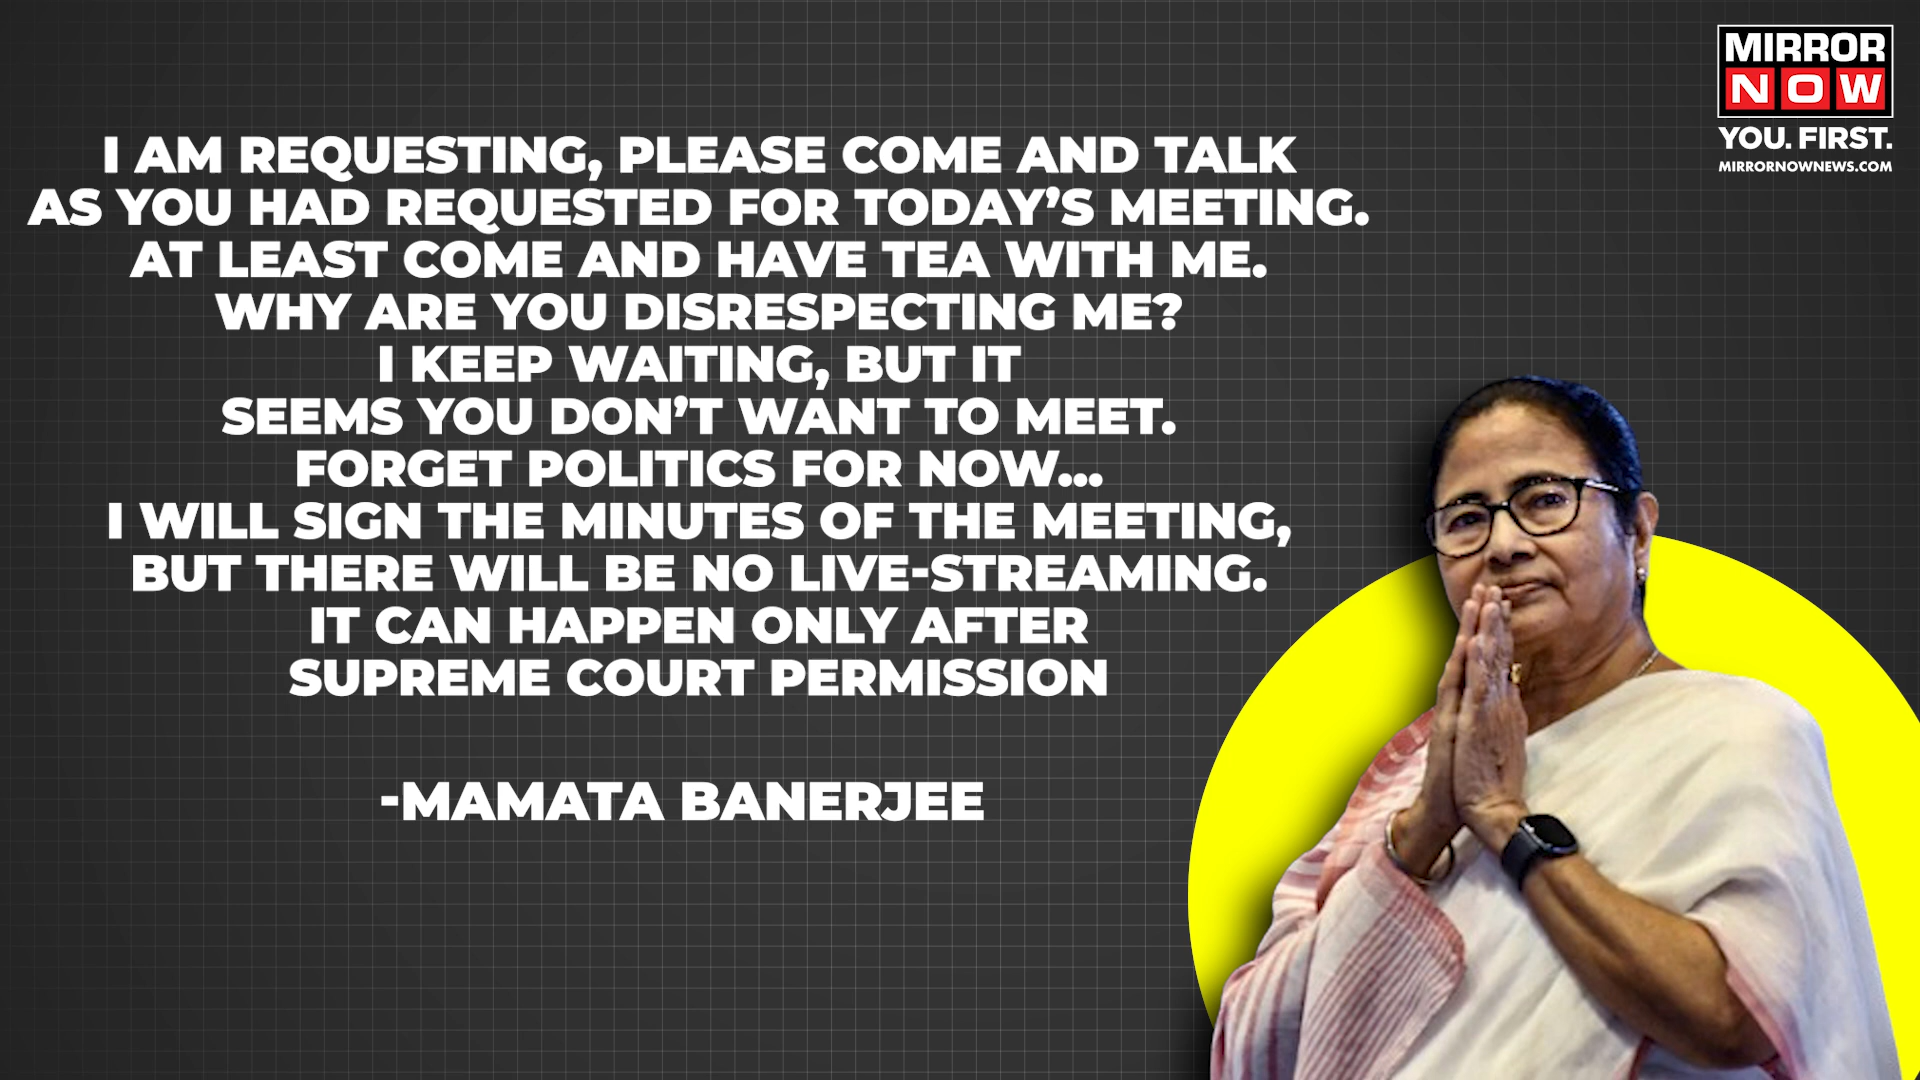 MIRROR
NOW
YOU. FIRST.
MIRRORNOWNEWS.COM
I AM REQUESTING, PLEASE COME AND TALK
AS YOU HAD REQUESTED FOR TODAY’S MEETING.
AT LEAST COME AND HAVE TEA WITH ME.
WHY ARE YOU DISRESPECTING ME?
I KEEP WAITING, BUT IT
SEEMS YOU DON’T WANT TO MEET.
FORGET POLITICS FOR NOW...
I WILL SIGN THE MINUTES OF THE MEETING,
BUT THERE WILL BE NO LIVE-STREAMING.
IT CAN HAPPEN ONLY AFTER
SUPREME COURT PERMISSION
-MAMATA BANERJEE